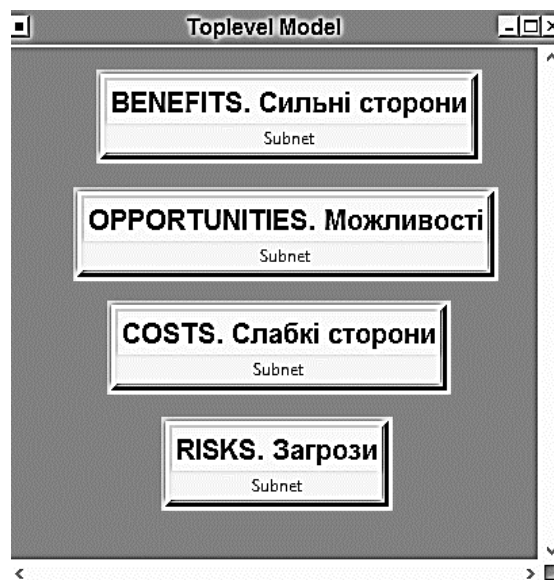 Toplevel Model
BENEFITS. Сильні сторони
Subnet
OPPORTUNITIES. Можливості
Subnet
COSTS. Слабкі сторони
Subnet
RISKS. Загрози
Subnet